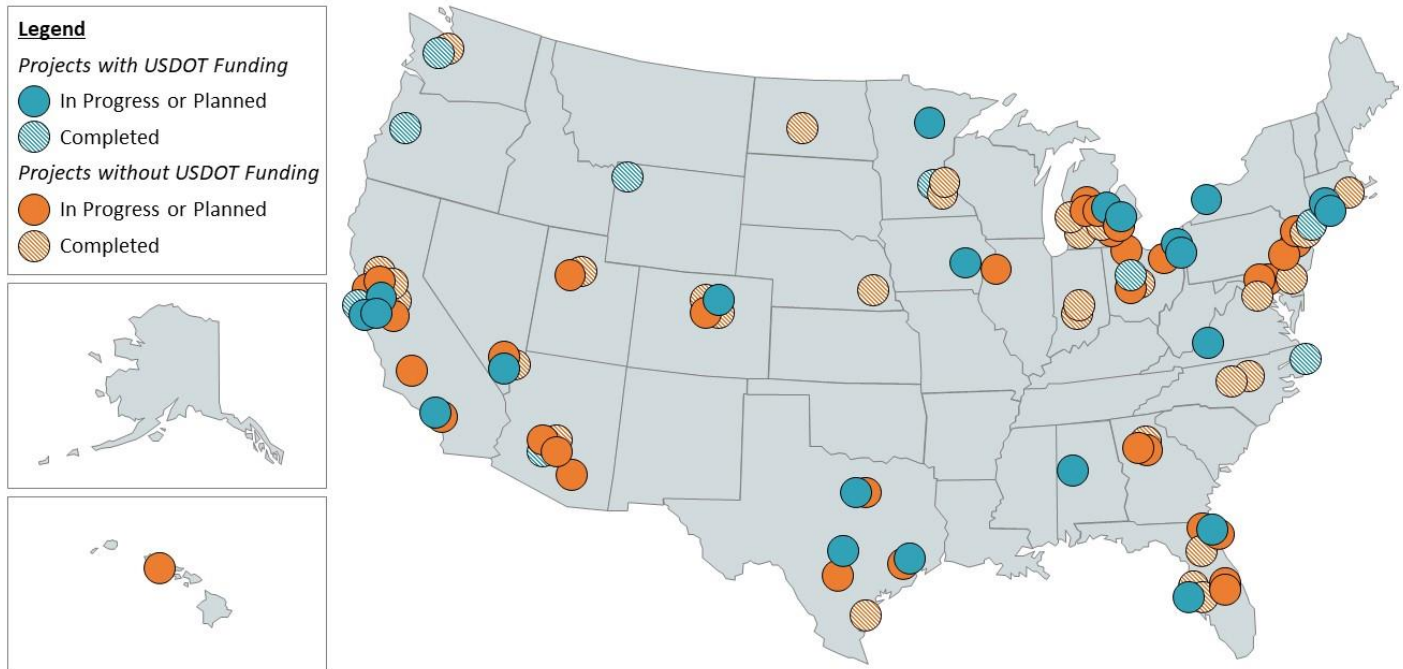 Legend
Projects with USDOT Funding
In Progress or Planned
Completed
Projects without USDOT Funding
In Progress or Planned
Completed